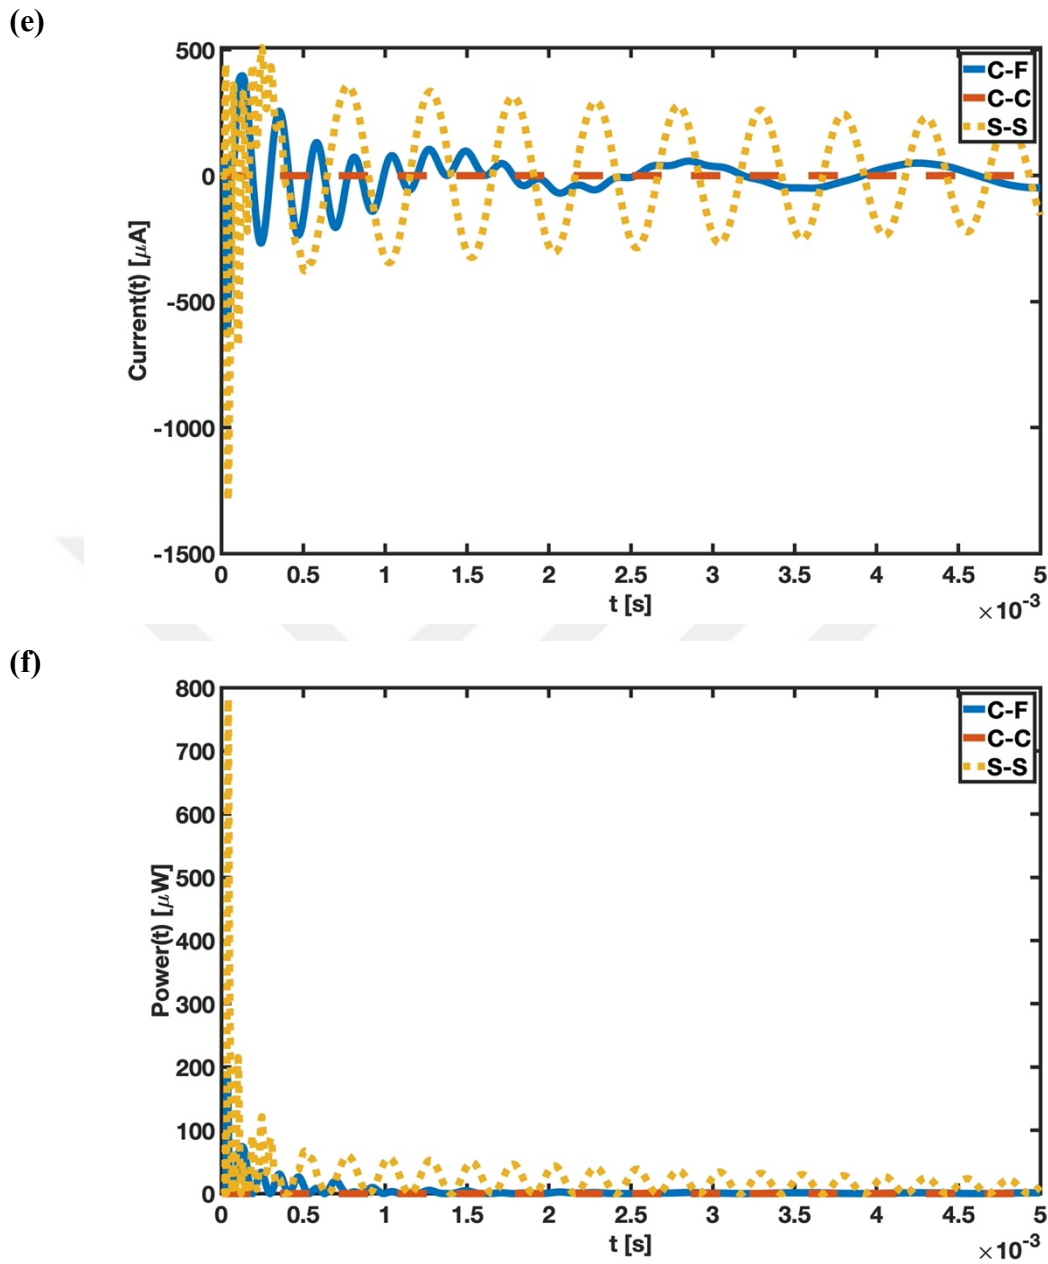 (e)
500
0
-500
-1000
-1500
Current(t) [μA]
C-F
C-C
S-S
0 0.5 1 1.5 2 2.5 3 3.5 4 4.5 5
t [s]
×10⁻³
(f)
800
700
600
500
400
300
200
100
0
Power(t) [μW]
C-F
C-C
S-S
0 0.5 1 1.5 2 2.5 3 3.5 4 4.5 5
t [s]
×10⁻³